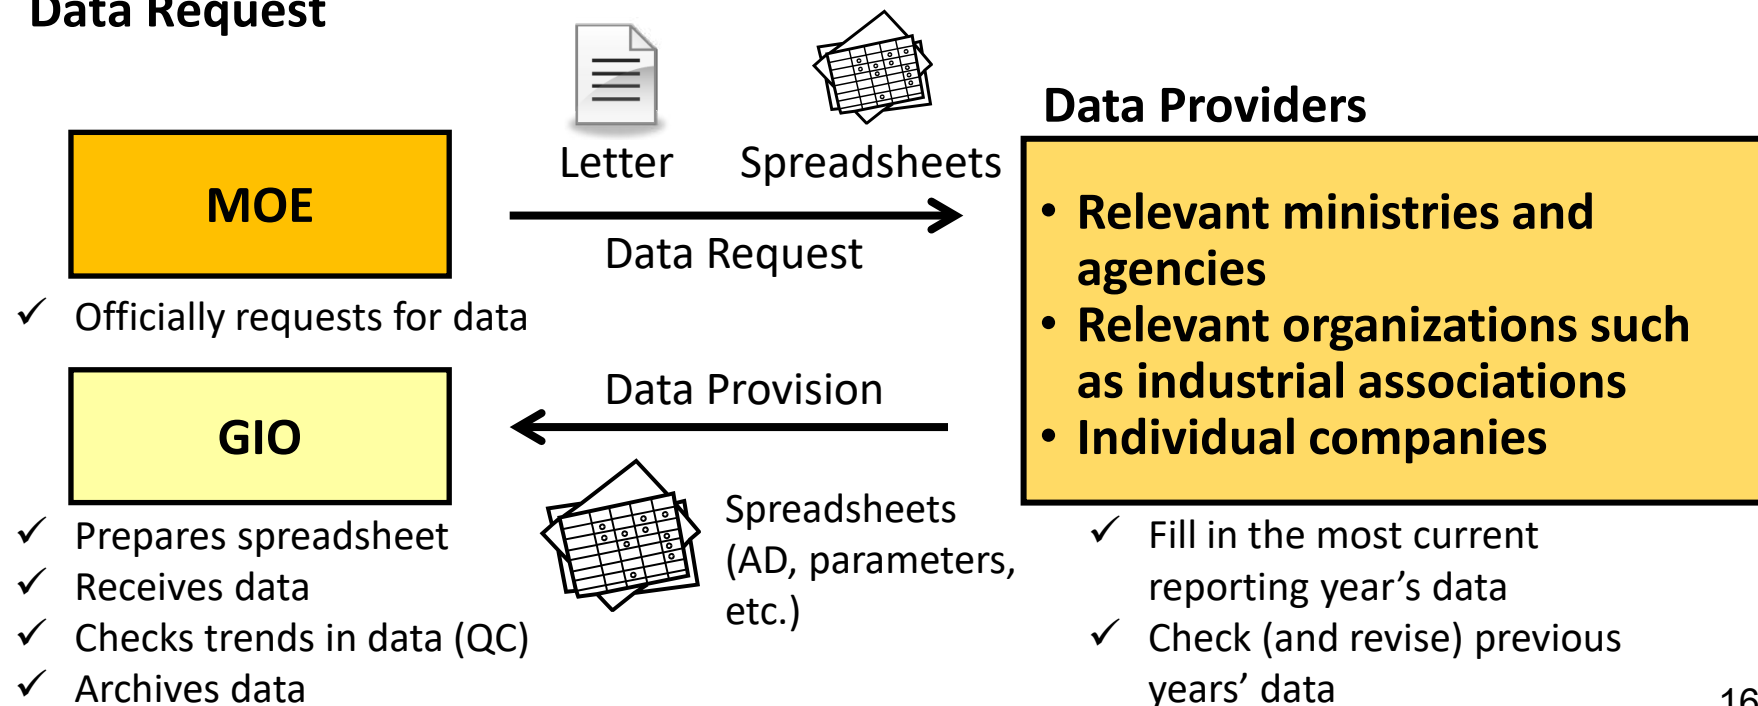 Data Request
Letter
Spreadsheets
Data Request
MOE
✓ Officially requests for data
GIO
✓ Prepares spreadsheet
✓ Receives data
✓ Checks trends in data (QC)
✓ Archives data
Data Provision
Spreadsheets
(AD, parameters,
etc.)
Data Providers
• Relevant ministries and
agencies
• Relevant organizations such
as industrial associations
• Individual companies
✓ Fill in the most current
reporting year’s data
✓ Check (and revise) previous
years’ data
16